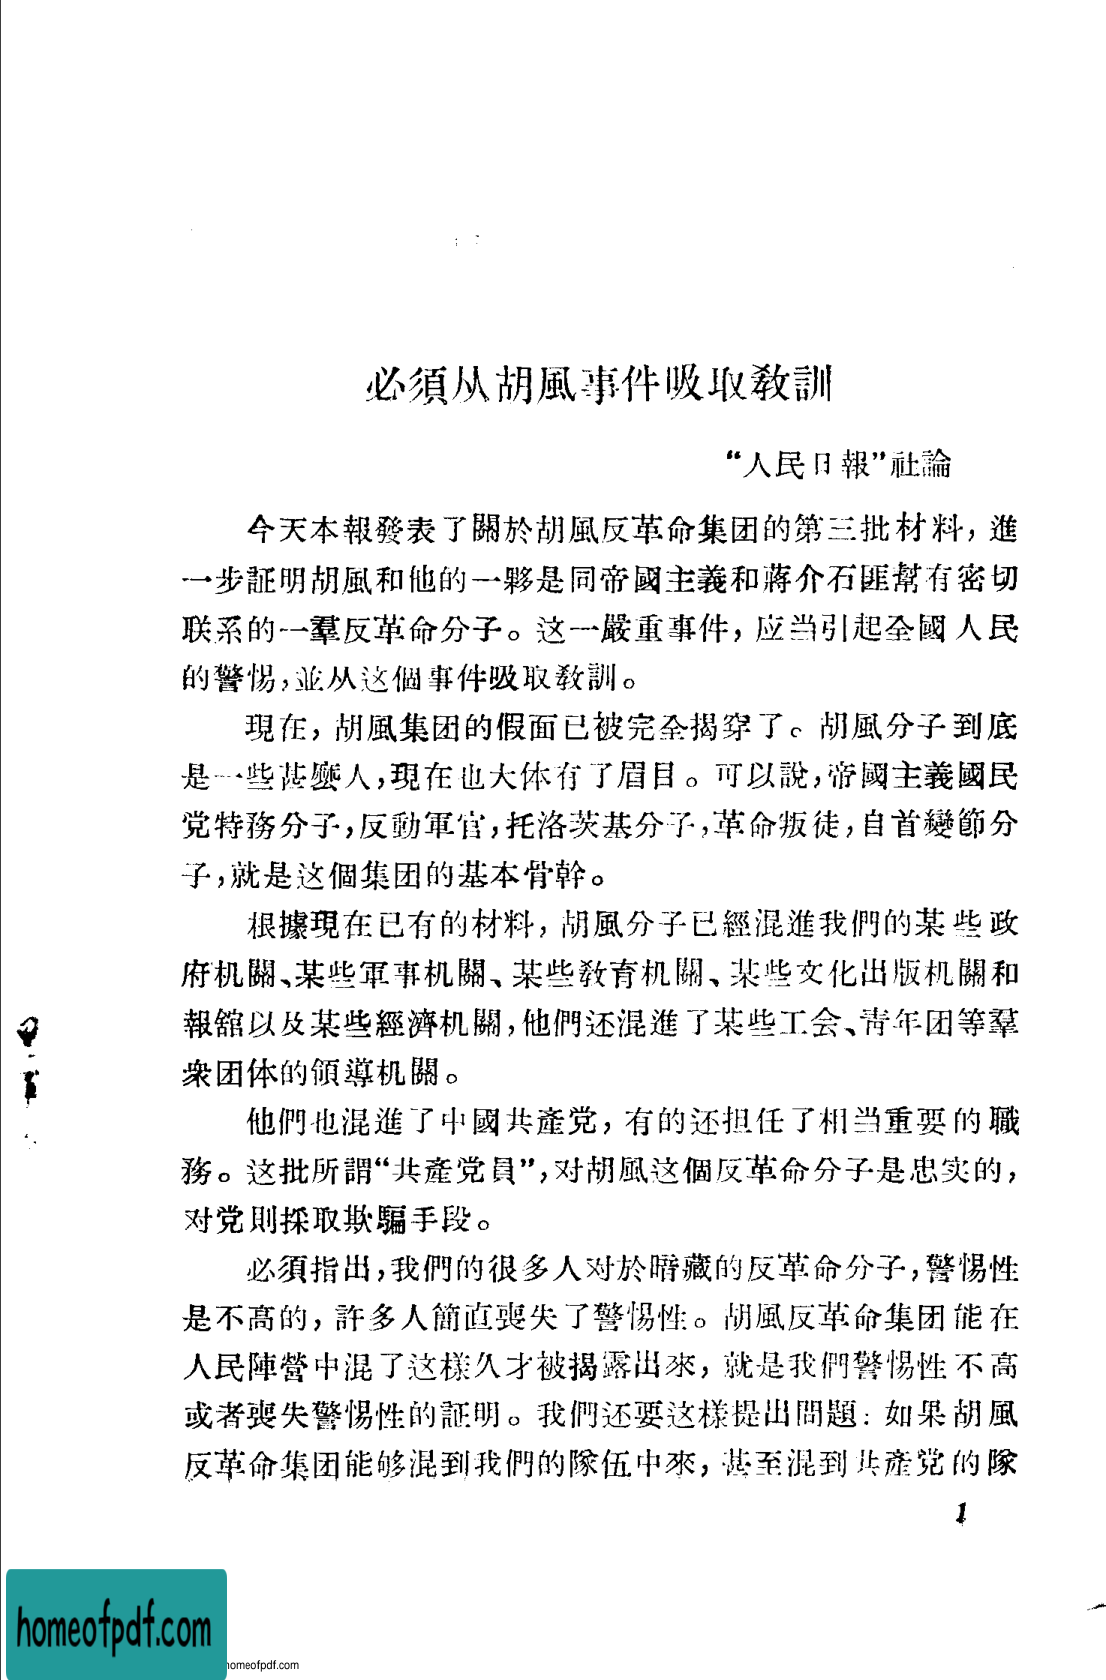 必須从胡風事件吸取敎訓
“人民日報”社論
今天本報發表了關於胡風反革命集团的第三批材料，進
一步証明胡風和他的一夥是同帝國主義和蔣介石匪幫有密切
联系的一羣反革命分子。这一嚴重事件，应当引起全國人民
的警惕，並从这個事件吸取敎訓。
現在，胡風集团的假面已被完全揭穿了。胡風分子到底
是一些甚麽人，現在也大体有了眉目。可以說，帝國主義國民
党特務分子，反動軍官，托洛茨基分子，革命叛徒，自首變節分
子，就是这個集团的基本骨幹。
根據現在已有的材料，胡風分子已經混進我們的某些政
府机關、某些軍事机關、某些敎育机關、某些文化出版机關和
報舘以及某些經濟机關，他們还混進了某些工会、靑年团等羣
衆团体的領導机關。
他們也混進了中國共產党，有的还担任了相当重要的職
務。这批所謂“共產党員”，对胡風这個反革命分子是忠实的，
对党則採取欺騙手段。
必須指出，我們的很多人对於暗藏的反革命分子，警惕性
是不高的，許多人簡直喪失了警惕性。胡風反革命集团能在
人民陣營中混了这樣久才被揭露出來，就是我們警惕性不高
或者喪失警惕性的証明。我們还要这樣提出問題：如果胡風
反革命集团能够混到我們的隊伍中來，甚至混到共產党的隊
1
homeofpdf.com
homeofpdf.com